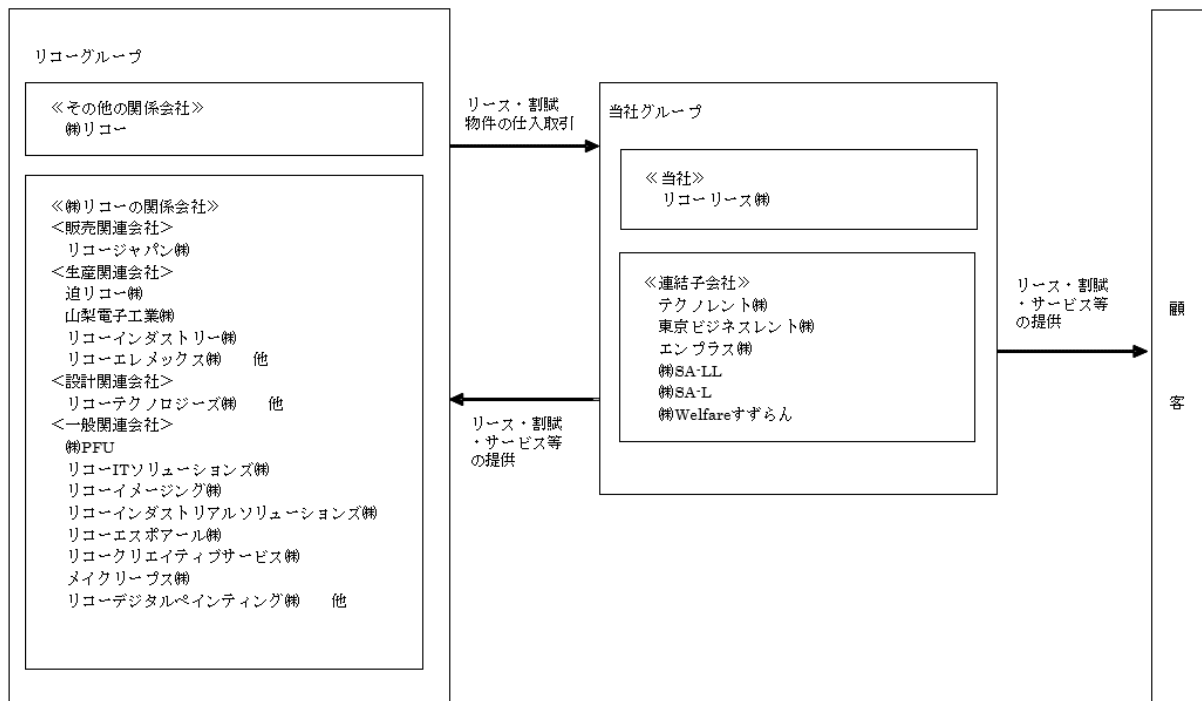 リコーグループ
≪その他の関係会社≫
㈱リコー
≪㈱リコーの関係会社≫
＜販売関連会社＞
リコージャパン㈱
＜生産関連会社＞
迫リコー㈱
山梨電子工業㈱
リコーインダストリー㈱
リコーエレメックス㈱　　他
＜設計関連会社＞
リコーテクノロジーズ㈱　　他
＜一般関連会社＞
㈱PFU
リコーITソリューションズ㈱
リコーイメージング㈱
リコーインダストリアルソリューションズ㈱
リコーエスポアール㈱
リコークリエイティブサービス㈱
メイクリープス㈱
リコーデジタルペインティング㈱　　他
リース・割賦
物件の仕入取引
リース・割賦
・サービス等
の提供
当社グループ
≪当社≫
リコーリース㈱
≪連結子会社≫
テクノレント㈱
東京ビジネスレント㈱
エンプラス㈱
㈱SA-LL
㈱SA-L
㈱Welfareすずらん
リース・割賦
・サービス等
の提供
顧
客